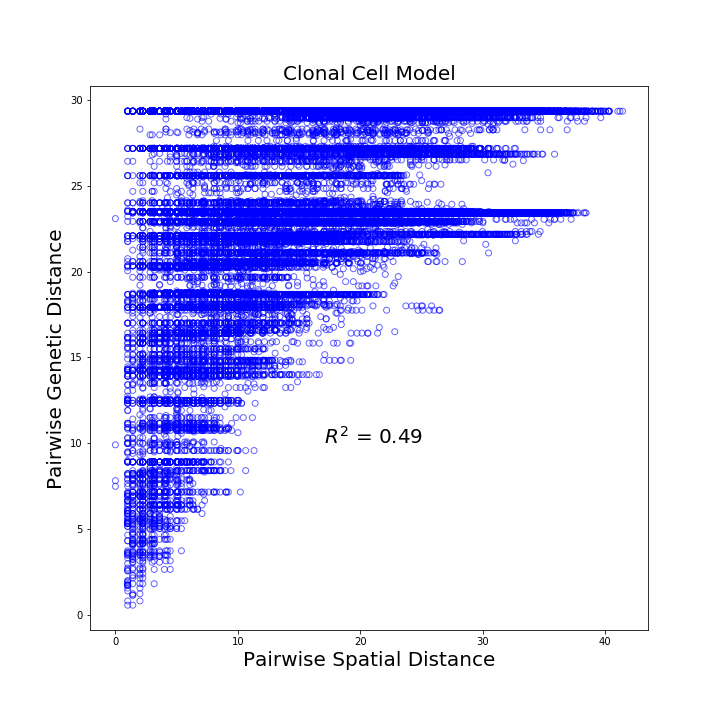 Clonal Cell Model
30
25
20
15
10
5
0
Pairwise Genetic Distance
R² = 0.49
0 10 20 30 40
Pairwise Spatial Distance